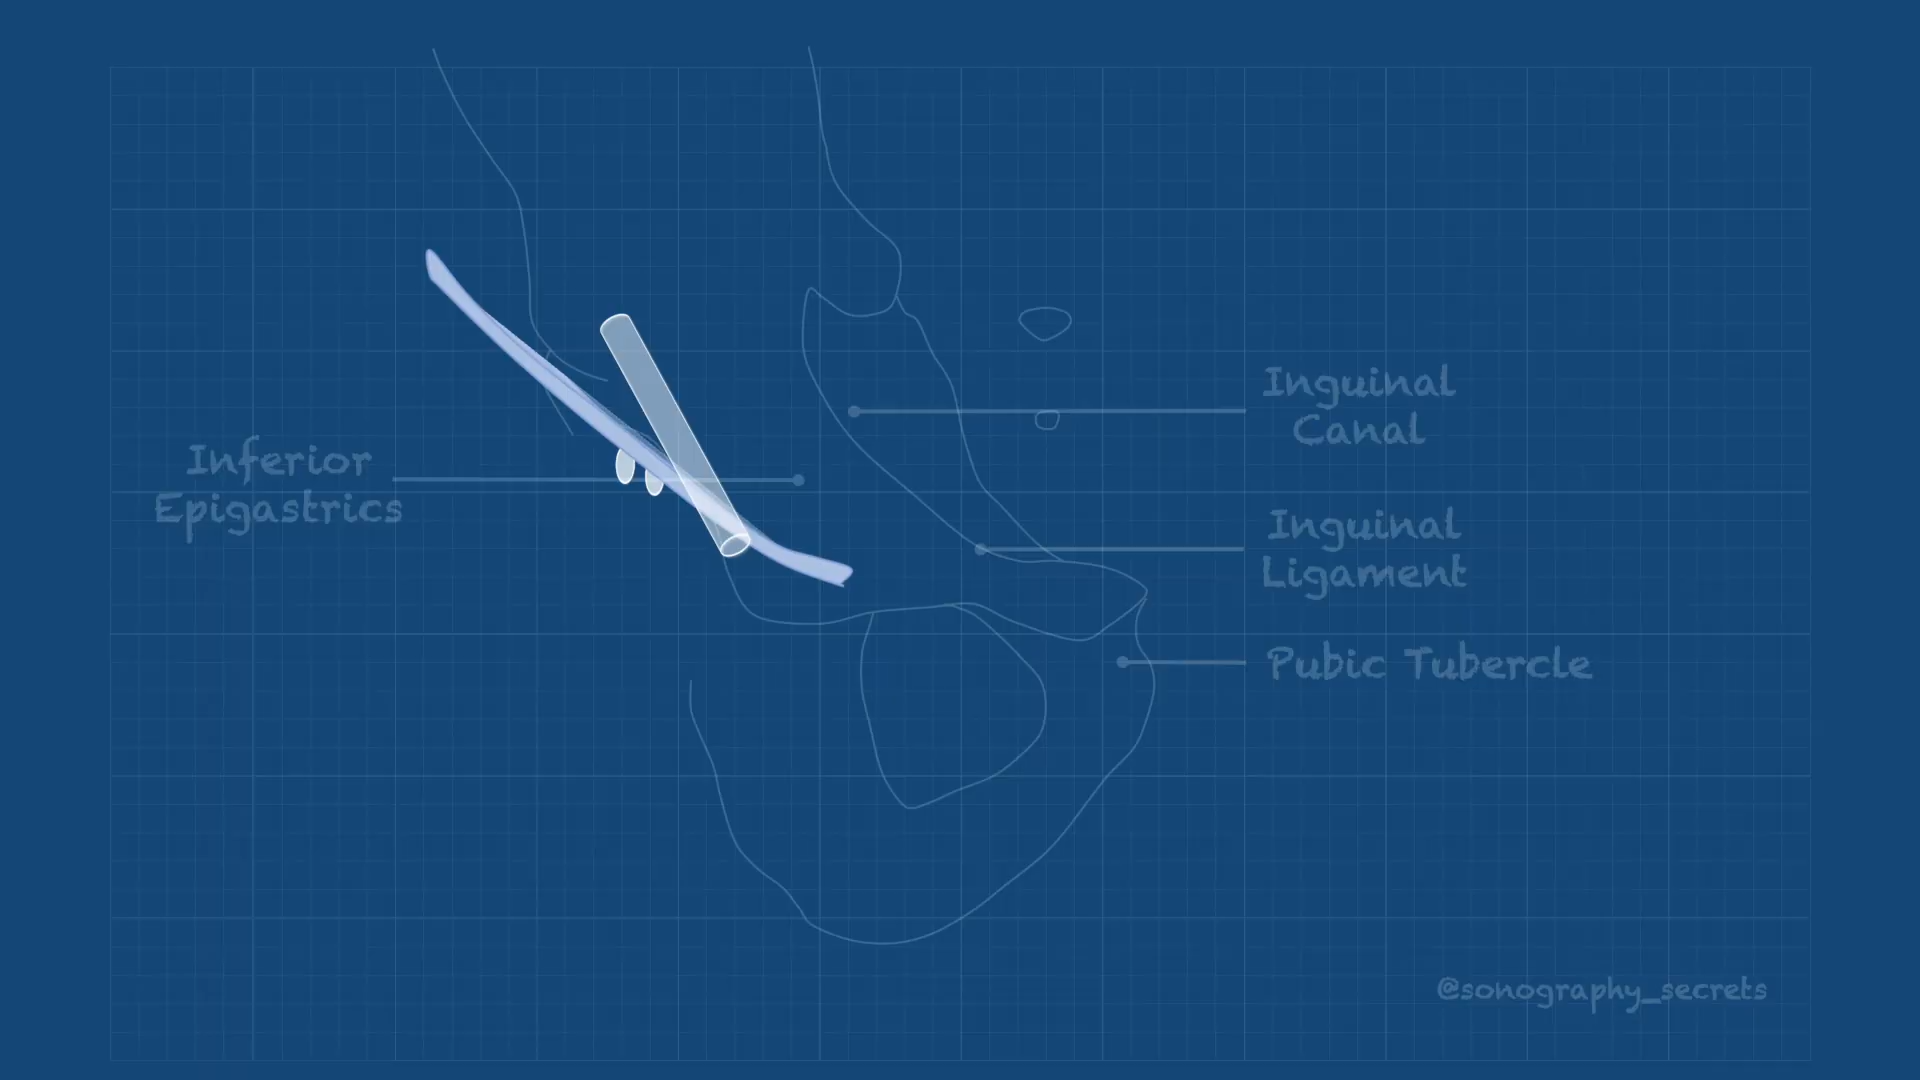 Inguinal
Canal
Inferior
Epigastrics
Inguinal
Ligament
Pubic Tubercle
@sonography_secrets